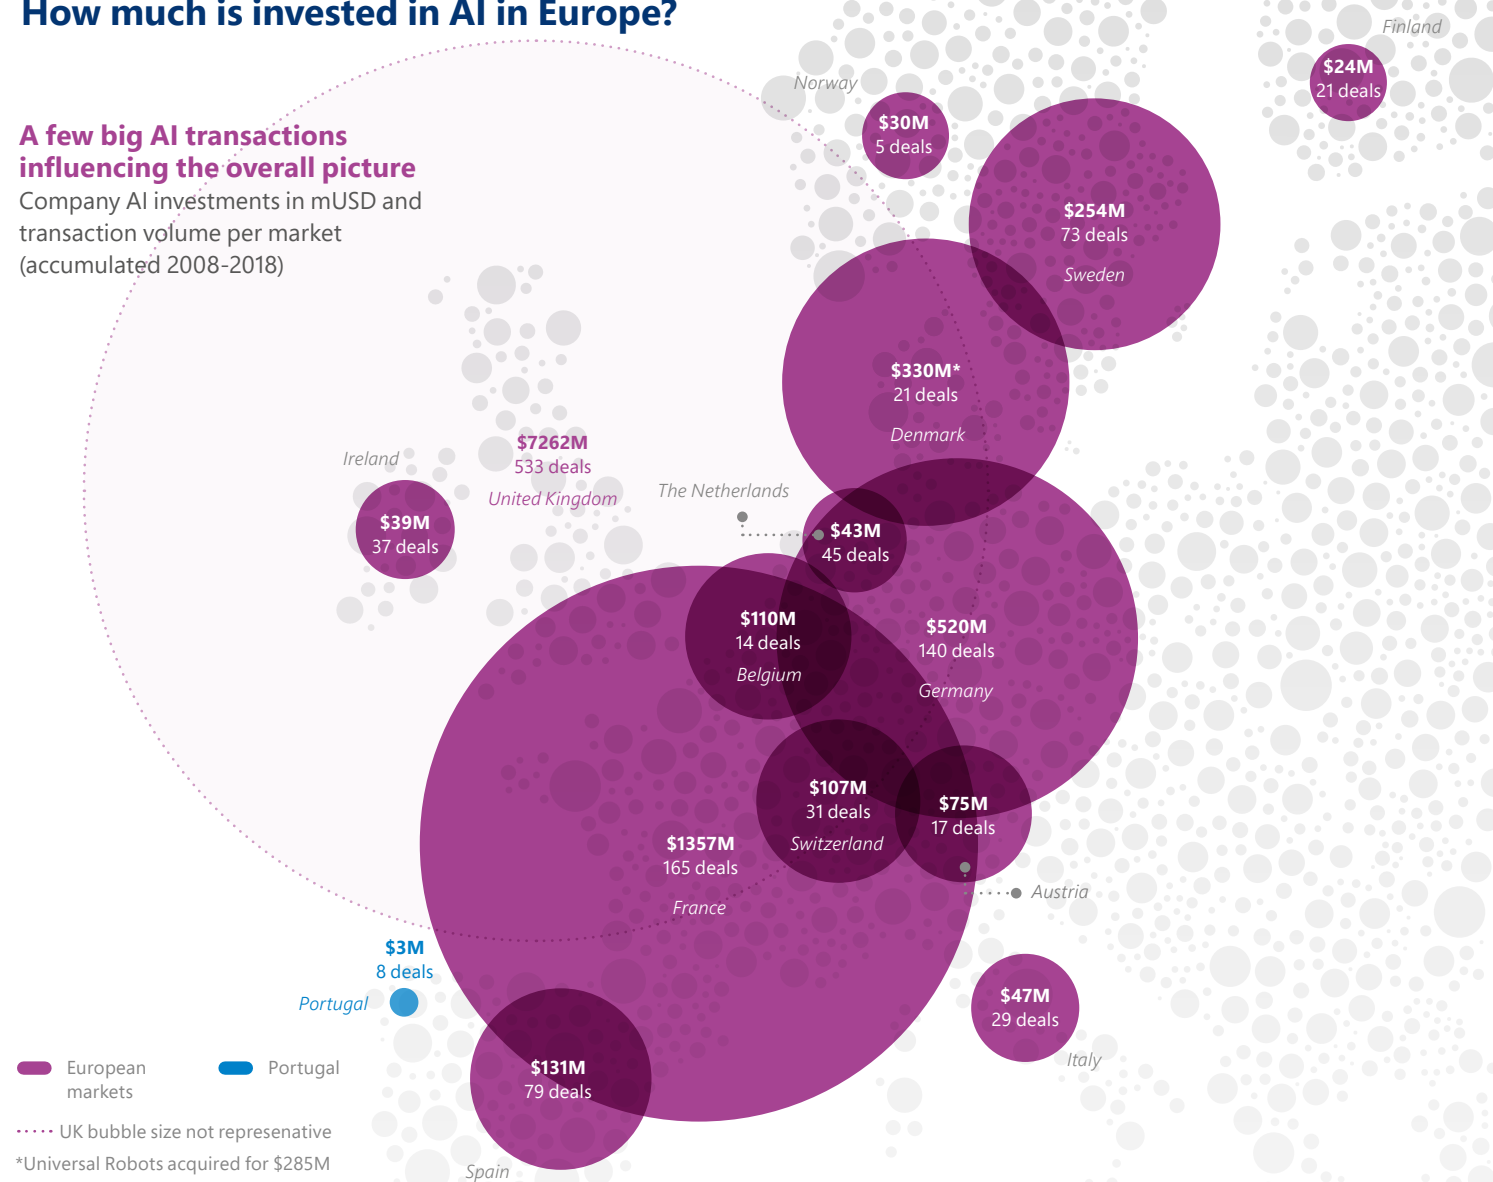 How much is invested in AI in Europe?
A few big AI transactions
influencing the overall picture
Company AI investments in mUSD and
transaction volume per market
(accumulated 2008-2018)
Finland
$24M
21 deals
Norway
$30M
5 deals
$254M
73 deals
Sweden
$330M*
21 deals
Denmark
Ireland
$39M
37 deals
$7262M
533 deals
United Kingdom
The Netherlands
$43M
45 deals
$110M
14 deals
Belgium
$520M
140 deals
Germany
$107M
31 deals
Switzerland
$75M
17 deals
Austria
$1357M
165 deals
France
$3M
8 deals
Portugal
$47M
29 deals
Italy
$131M
79 deals
Spain
European
markets
Portugal
UK bubble size not represenative
*Universal Robots acquired for $285M